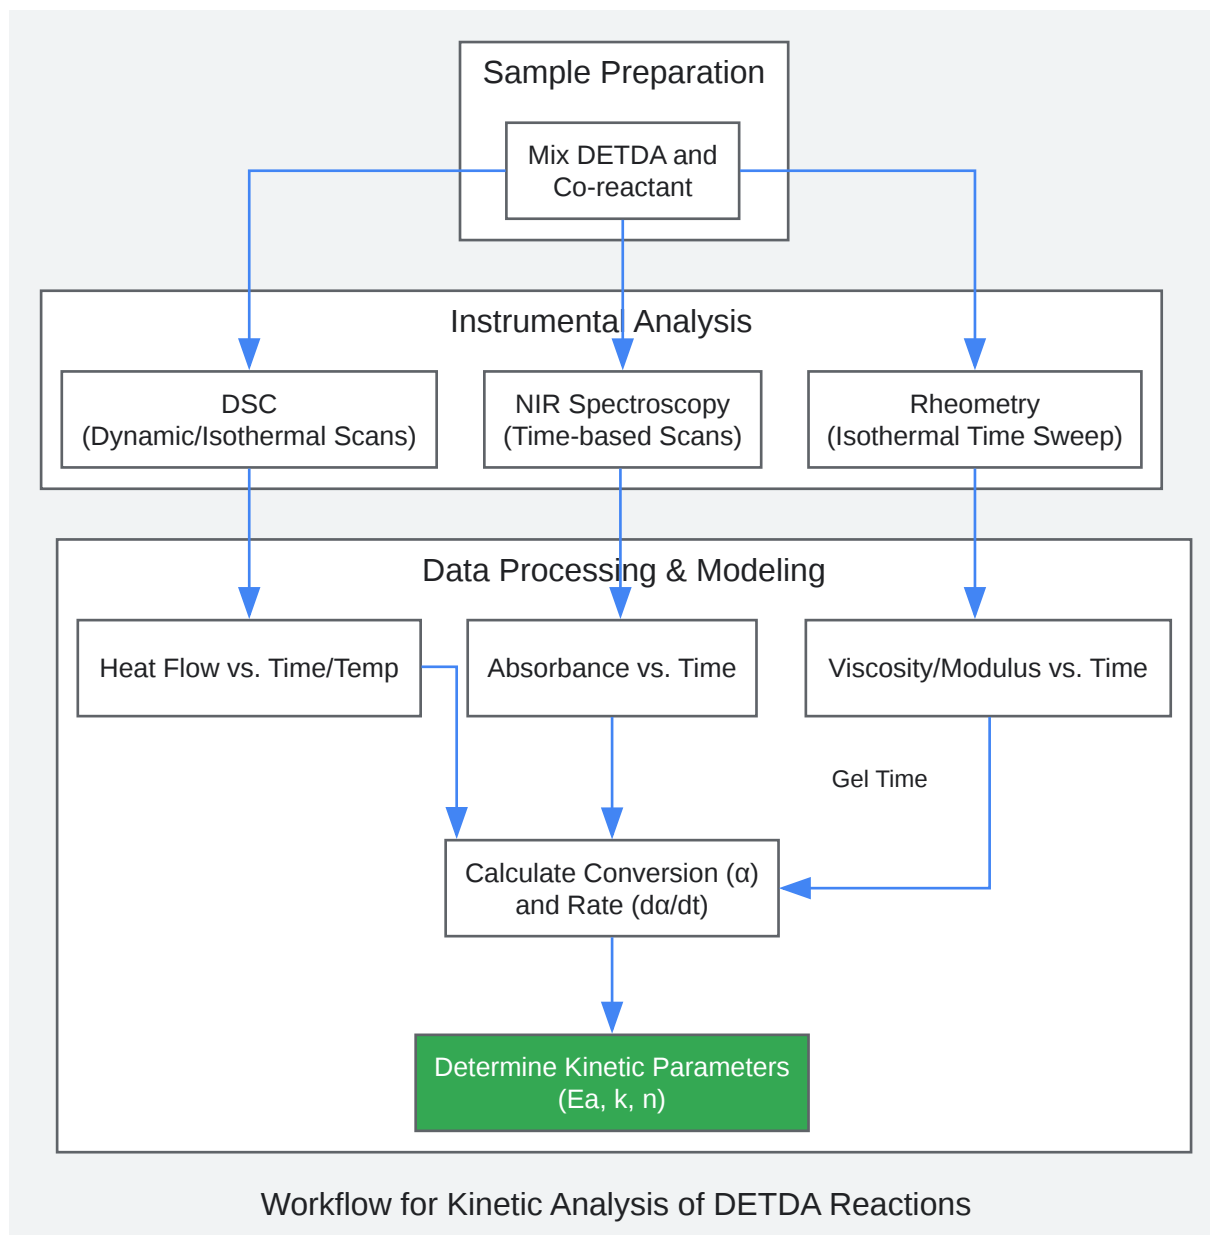 Sample Preparation
Mix DETDA and
Co-reactant
Instrumental Analysis
DSC
(Dynamic/Isothermal Scans)
NIR Spectroscopy
(Time-based Scans)
Rheometry
(Isothermal Time Sweep)
Data Processing & Modeling
Heat Flow vs. Time/Temp
Absorbance vs. Time
Viscosity/Modulus vs. Time
Gel Time
Calculate Conversion (α)
and Rate (dα/dt)
Determine Kinetic Parameters
(Ea, k, n)
Workflow for Kinetic Analysis of DETDA Reactions